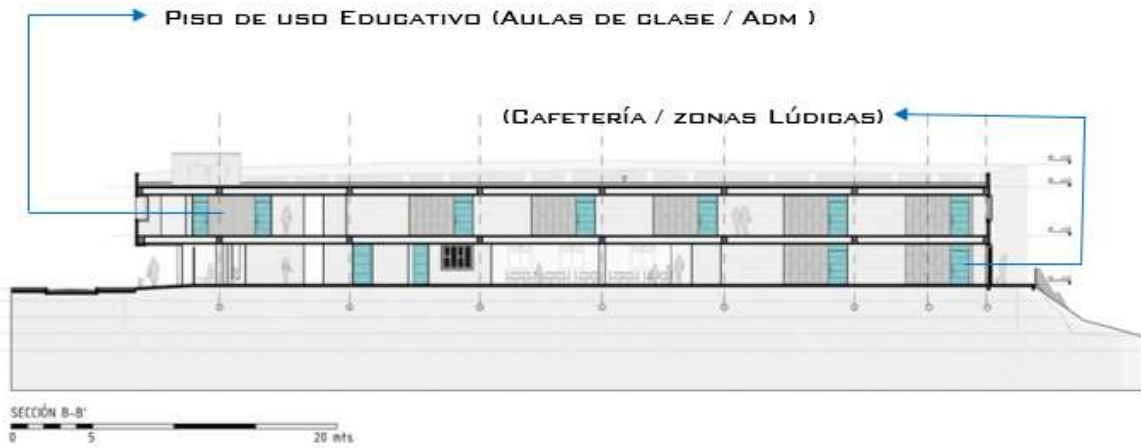 PISO DE USO EDUCATIVO (AULAS DE CLASE / ADM )
(CAFETERÍA / ZONAS LÚDICAS)
SECCIÓN B-B'
0 5 20 mts